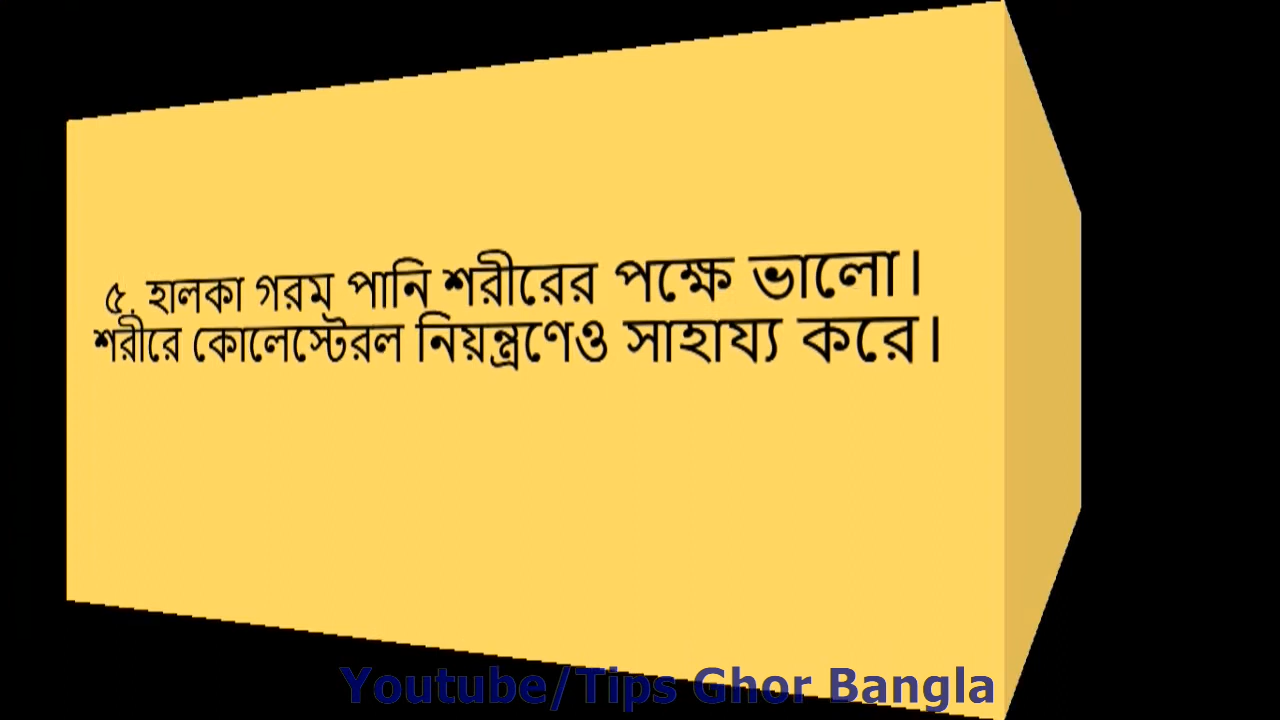 ৫. হালকা গরম পানি শরীরের পক্ষে ভালো।
শরীরে কোলেস্টেরল নিয়ন্ত্রণেও সাহায্য করে।
Youtube/Tips Ghor Bangla